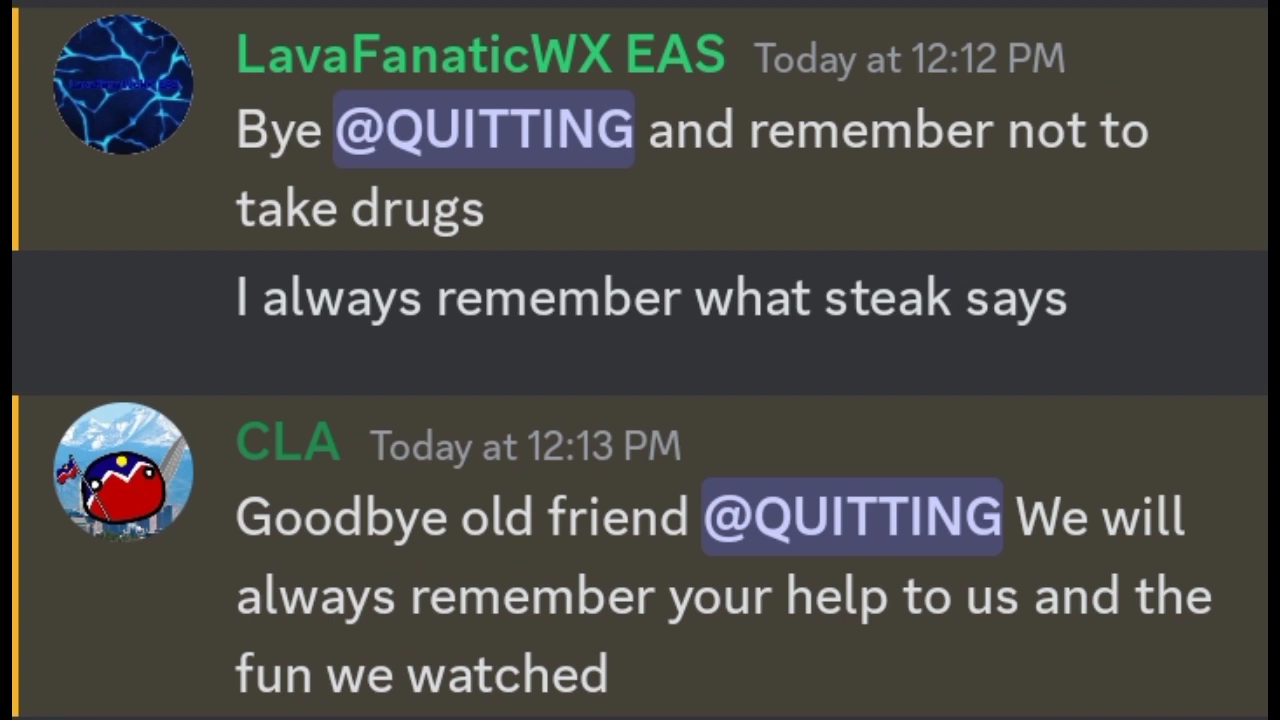 LavaFanaticWX EAS Today at 12:12 PM
Bye @QUITTING and remember not to
take drugs
I always remember what steak says
CLA Today at 12:13 PM
Goodbye old friend @QUITTING We will
always remember your help to us and the
fun we watched